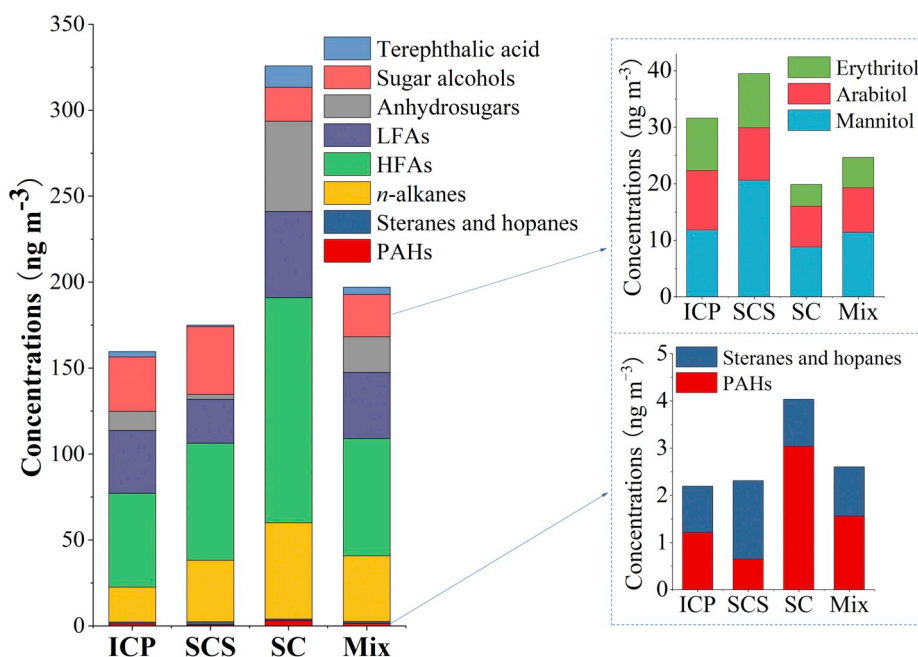 350
300
250
200
150
100
50
0
Concentrations (ng m⁻³)
Terephthalic acid
Sugar alcohols
Anhydrosugars
LFAs
HFAs
n-alkanes
Steranes and hopanes
PAHs
ICP SCS SC Mix
40
30
20
10
0
Concentrations (ng m⁻³)
Erythritol
Arabitol
Mannitol
ICP SCS SC Mix
5
4
3
2
1
0
Concentrations (ng m⁻³)
Steranes and hopanes
PAHs
ICP SCS SC Mix